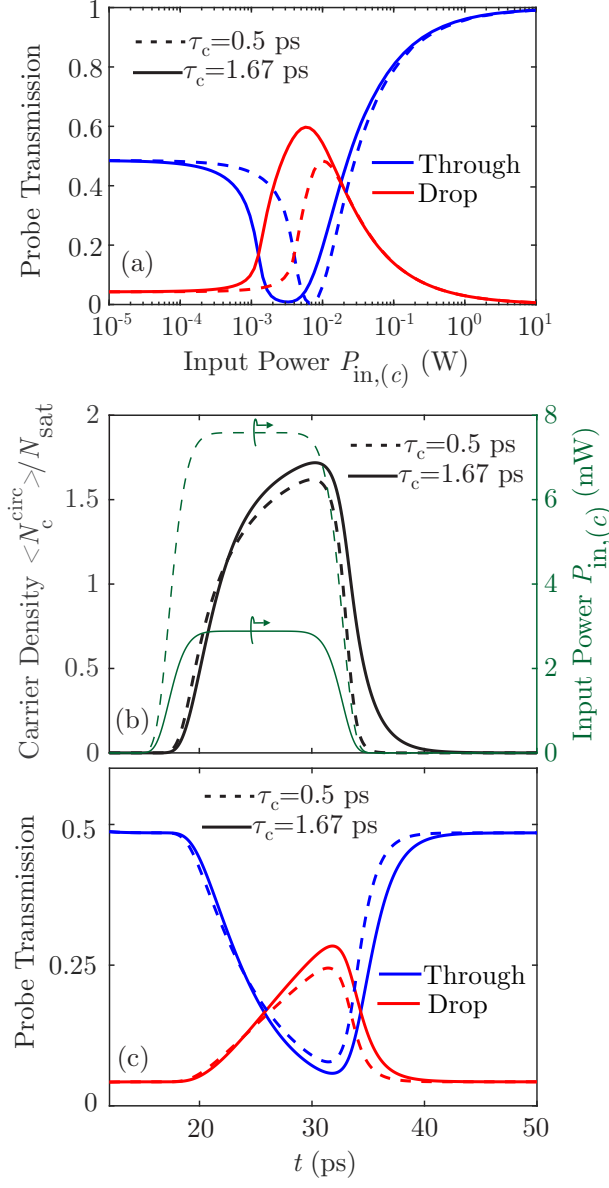 1
0.8
0.6
0.4
0.2
0
Probe Transmission
τc=0.5 ps
τc=1.67 ps
Through
Drop
(a)
10⁻⁵ 10⁻⁴ 10⁻³ 10⁻² 10⁻¹ 10⁰ 10¹
Input Power Pin,(c) (W)
2
1.5
1
0.5
0
Carrier Density <Nc^circ>/Nsat
τc=0.5 ps
τc=1.67 ps
(b)
8
6
4
2
0
Input Power Pin,(c) (mW)
0.5
0.25
0
Probe Transmission
τc=0.5 ps
τc=1.67 ps
Through
Drop
(c)
20 30 40 50
t (ps)